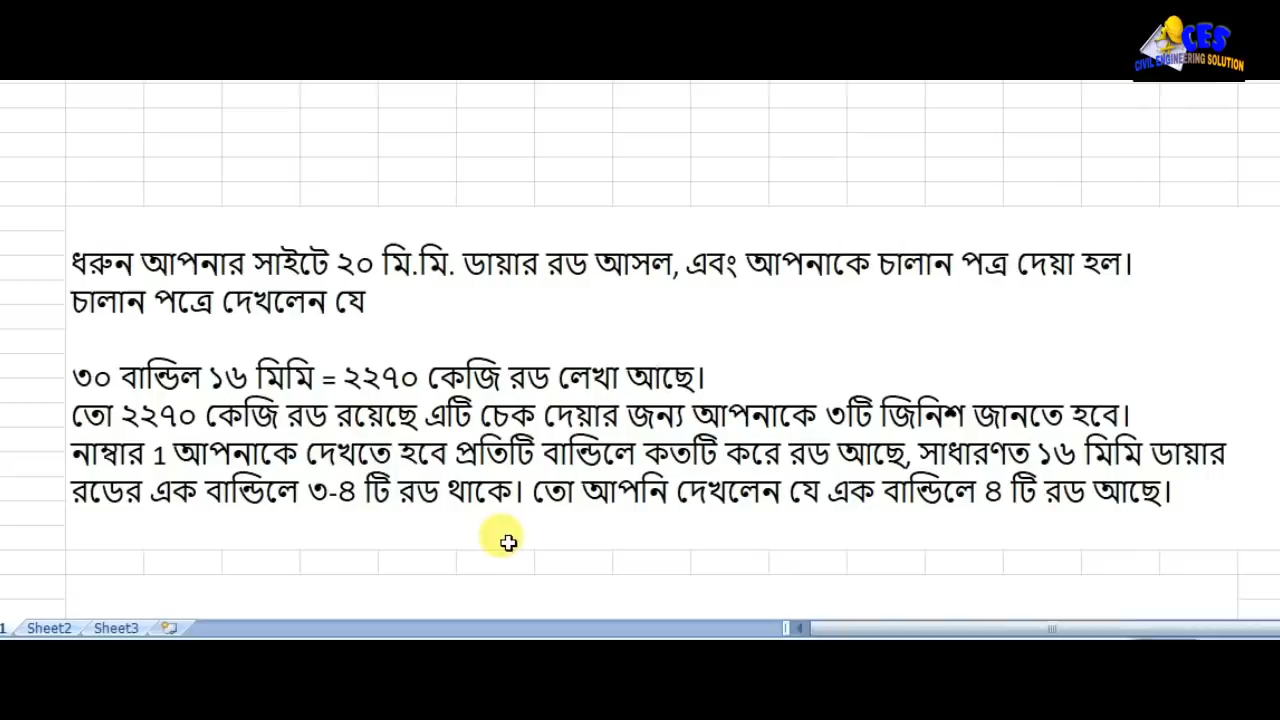 CES
CIVIL ENGINEERING SOLUTION
ধরুন আপনার সাইটে ২০ মি.মি. ডায়ার রড আসল, এবং আপনাকে চালান পত্র দেয়া হল।
চালান পত্রে দেখলেন যে
৩০ বান্ডিল ১৬ মিমি = ২২৭০ কেজি রড লেখা আছে।
তো ২২৭০ কেজি রড রয়েছে এটি চেক দেয়ার জন্য আপনাকে ৩টি জিনিশ জানতে হবে।
নাম্বার 1 আপনাকে দেখতে হবে প্রতিটি বান্ডিলে কতটি করে রড আছে, সাধারণত ১৬ মিমি ডায়ার
রডের এক বান্ডিলে ৩-৪ টি রড থাকে। তো আপনি দেখলেন যে এক বান্ডিলে ৪ টি রড আছে।
1 Sheet2 Sheet3